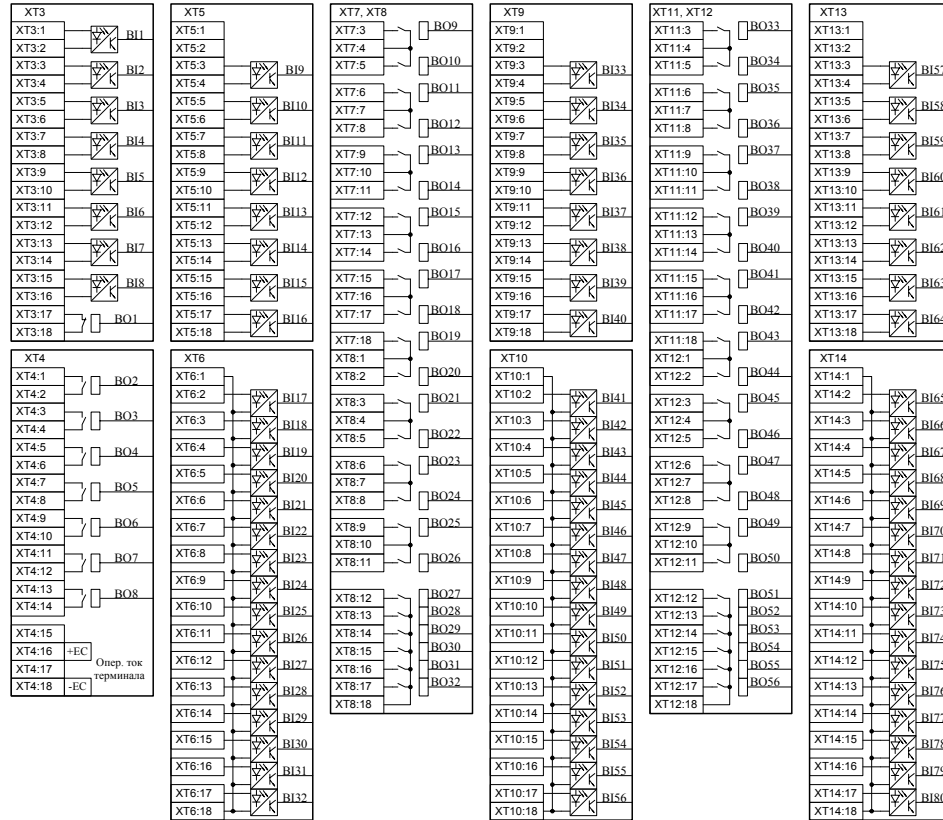 XT3
XT3:1
XT3:2
BI1
XT3:3
XT3:4
BI2
XT3:5
XT3:6
BI3
XT3:7
XT3:8
BI4
XT3:9
XT3:10
BI5
XT3:11
XT3:12
BI6
XT3:13
XT3:14
BI7
XT3:15
XT3:16
BI8
XT3:17
XT3:18
BO1
XT4
XT4:1
XT4:2
BO2
XT4:3
XT4:4
BO3
XT4:5
XT4:6
BO4
XT4:7
XT4:8
BO5
XT4:9
XT4:10
BO6
XT4:11
XT4:12
BO7
XT4:13
XT4:14
BO8
XT4:15
XT4:16 +EC
XT4:17
XT4:18 -EC
Опер. ток
терминала
XT5
XT5:1
XT5:2
XT5:3
XT5:4
BI9
XT5:5
XT5:6
BI10
XT5:7
XT5:8
BI11
XT5:9
XT5:10
BI12
XT5:11
XT5:12
BI13
XT5:13
XT5:14
BI14
XT5:15
XT5:16
BI15
XT5:17
XT5:18
BI16
XT6
XT6:1
XT6:2
BI17
XT6:3
BI18
XT6:4
BI19
XT6:5
BI20
XT6:6
BI21
XT6:7
BI22
XT6:8
BI23
XT6:9
BI24
XT6:10
BI25
XT6:11
BI26
XT6:12
BI27
XT6:13
BI28
XT6:14
BI29
XT6:15
BI30
XT6:16
BI31
XT6:17
BI32
XT6:18
XT7, XT8
XT7:3
BO9
XT7:4
XT7:5
BO10
XT7:6
BO11
XT7:7
XT7:8
BO12
XT7:9
BO13
XT7:10
XT7:11
BO14
XT7:12
BO15
XT7:13
XT7:14
BO16
XT7:15
BO17
XT7:16
XT7:17
BO18
XT7:18
BO19
XT8:1
XT8:2
BO20
XT8:3
BO21
XT8:4
XT8:5
BO22
XT8:6
BO23
XT8:7
XT8:8
BO24
XT8:9
BO25
XT8:10
XT8:11
BO26
XT8:12
BO27
XT8:13
BO28
XT8:14
BO29
XT8:15
BO30
XT8:16
BO31
XT8:17
BO32
XT8:18
XT9
XT9:1
XT9:2
XT9:3
XT9:4
BI33
XT9:5
XT9:6
BI34
XT9:7
XT9:8
BI35
XT9:9
XT9:10
BI36
XT9:11
XT9:12
BI37
XT9:13
XT9:14
BI38
XT9:15
XT9:16
BI39
XT9:17
XT9:18
BI40
XT10
XT10:1
XT10:2
BI41
XT10:3
BI42
XT10:4
BI43
XT10:5
BI44
XT10:6
BI45
XT10:7
BI46
XT10:8
BI47
XT10:9
BI48
XT10:10
BI49
XT10:11
BI50
XT10:12
BI51
XT10:13
BI52
XT10:14
BI53
XT10:15
BI54
XT10:16
BI55
XT10:17
BI56
XT10:18
XT11, XT12
XT11:3
BO33
XT11:4
XT11:5
BO34
XT11:6
BO35
XT11:7
XT11:8
BO36
XT11:9
BO37
XT11:10
XT11:11
BO38
XT11:12
BO39
XT11:13
XT11:14
BO40
XT11:15
BO41
XT11:16
XT11:17
BO42
XT11:18
BO43
XT12:1
XT12:2
BO44
XT12:3
BO45
XT12:4
XT12:5
BO46
XT12:6
BO47
XT12:7
XT12:8
BO48
XT12:9
BO49
XT12:10
XT12:11
BO50
XT12:12
BO51
XT12:13
BO52
XT12:14
BO53
XT12:15
BO54
XT12:16
BO55
XT12:17
BO56
XT12:18
XT13
XT13:1
XT13:2
XT13:3
XT13:4
BI57
XT13:5
XT13:6
BI58
XT13:7
XT13:8
BI59
XT13:9
XT13:10
BI60
XT13:11
XT13:12
BI61
XT13:13
XT13:14
BI62
XT13:15
XT13:16
BI63
XT13:17
XT13:18
BI64
XT14
XT14:1
XT14:2
BI65
XT14:3
BI66
XT14:4
BI67
XT14:5
BI68
XT14:6
BI69
XT14:7
BI70
XT14:8
BI71
XT14:9
BI72
XT14:10
BI73
XT14:11
BI74
XT14:12
BI75
XT14:13
BI76
XT14:14
BI77
XT14:15
BI78
XT14:16
BI79
XT14:17
BI80
XT14:18